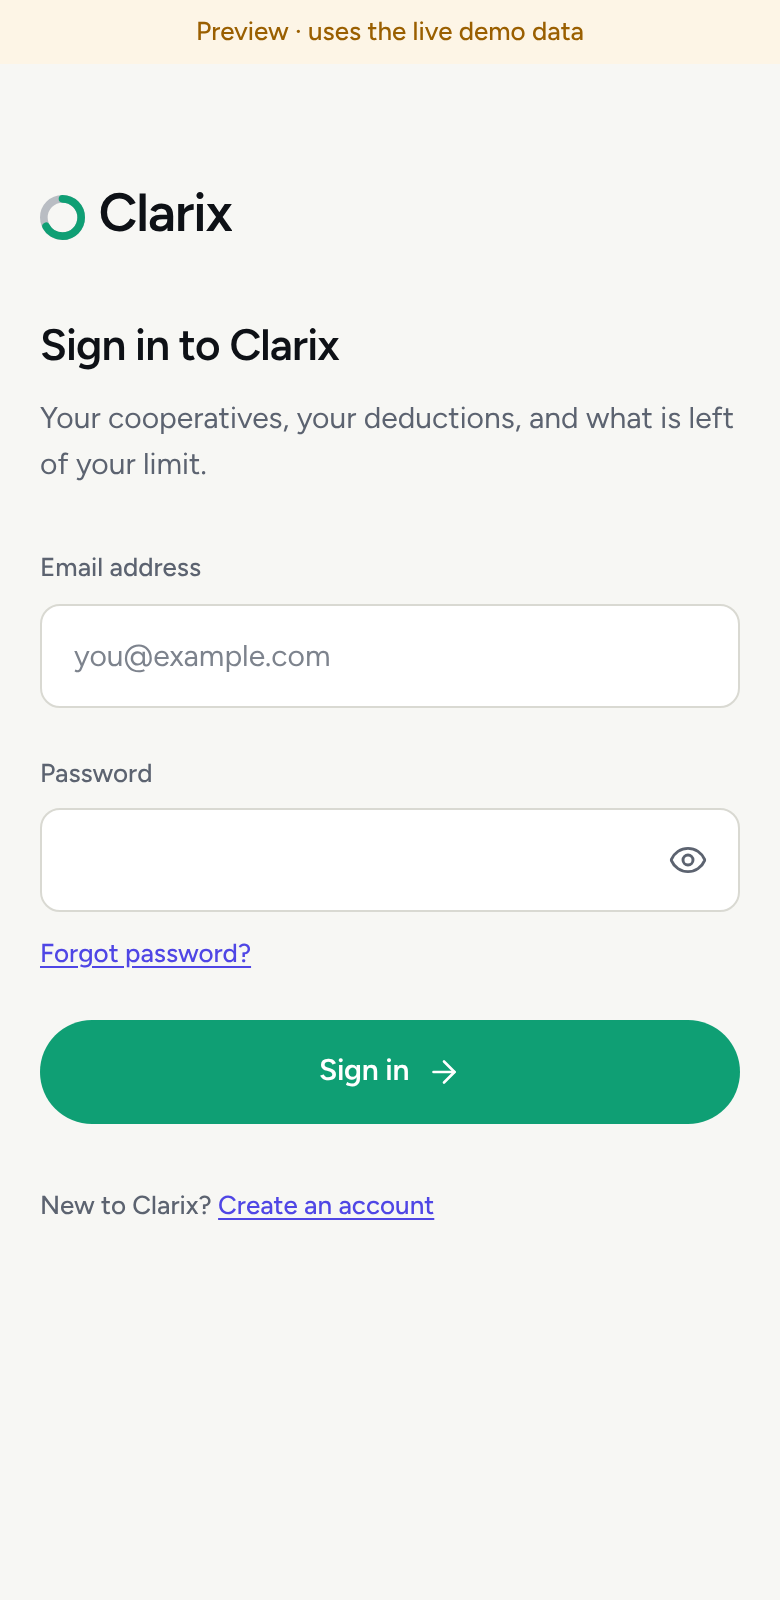 Preview · uses the live demo data
Clarix
Sign in to Clarix
Your cooperatives, your deductions, and what is left
of your limit.
Email address
you@example.com
Password
Forgot password?
Sign in →
New to Clarix? Create an account